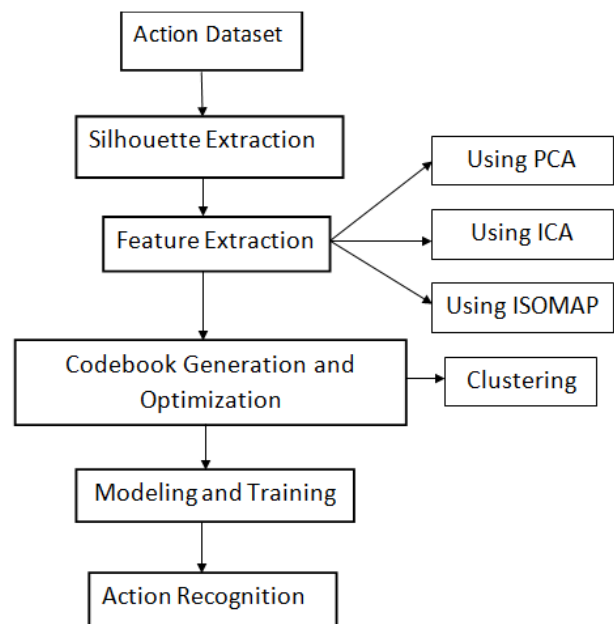 Action Dataset
Silhouette Extraction
Using PCA
Feature Extraction
Using ICA
Using ISOMAP
Codebook Generation and
Optimization
Clustering
Modeling and Training
Action Recognition